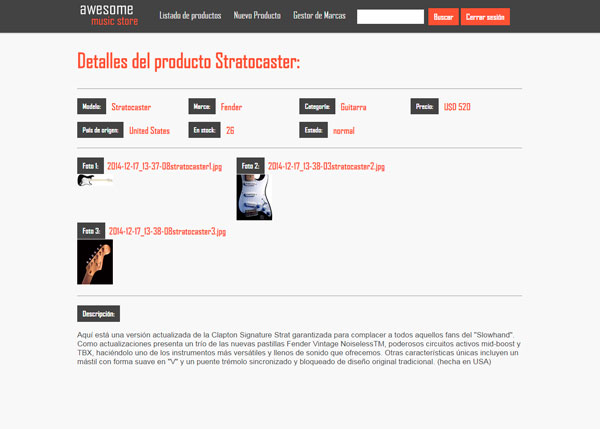 awesome
music store
Listado de productos
Nuevo Producto
Gestor de Marcas
Buscar
Cerrar sesión
Detalles del producto Stratocaster:
Modelo: Stratocaster
Marca: Fender
Categoría: Guitarra
Precio: USD 520
País de origen: United States
En stock: 26
Estado: normal
Foto 1: 2014-12-17_13-37-08stratocaster1.jpg
Foto 2: 2014-12-17_13-38-03stratocaster2.jpg
Foto 3: 2014-12-17_13-38-08stratocaster3.jpg
Descripción:
Aquí está una versión actualizada de la Clapton Signature Strat garantizada para complacer a todos aquellos fans del "Slowhand".
Como actualizaciones presenta un trío de las nuevas pastillas Fender Vintage NoiselessTM, poderosos circuitos activos mid-boost y
TBX, haciéndolo uno de los instrumentos más versátiles y llenos de sonido que ofrecemos. Otras características únicas incluyen un
mástil con forma suave en "V" y un puente trémolo sincronizado y bloqueado de diseño original tradicional. (hecha en USA)